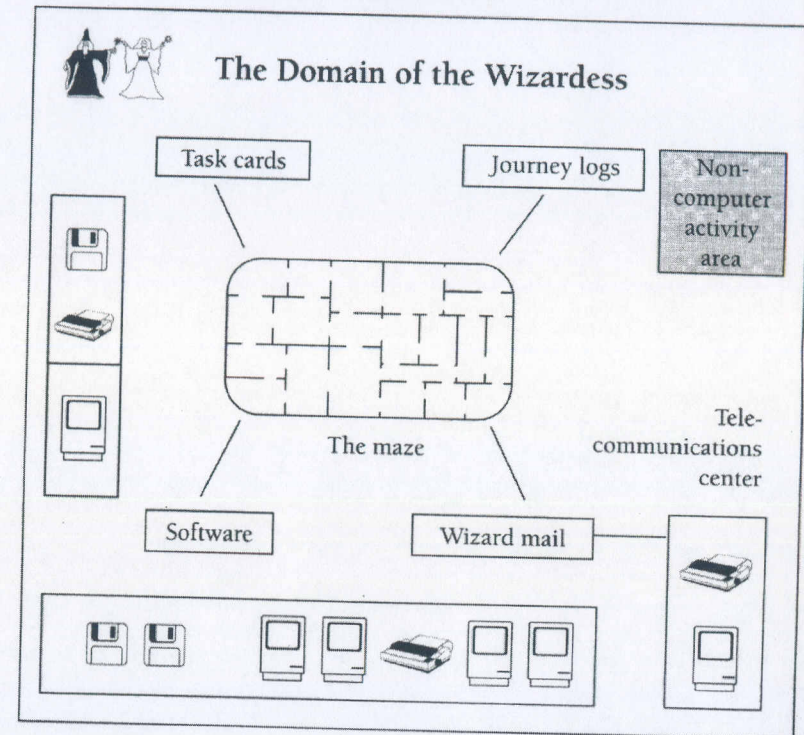 The Domain of the Wizardess
Task cards
Journey logs
Non-
computer
activity
area
The maze
Tele-
communications
center
Software
Wizard mail